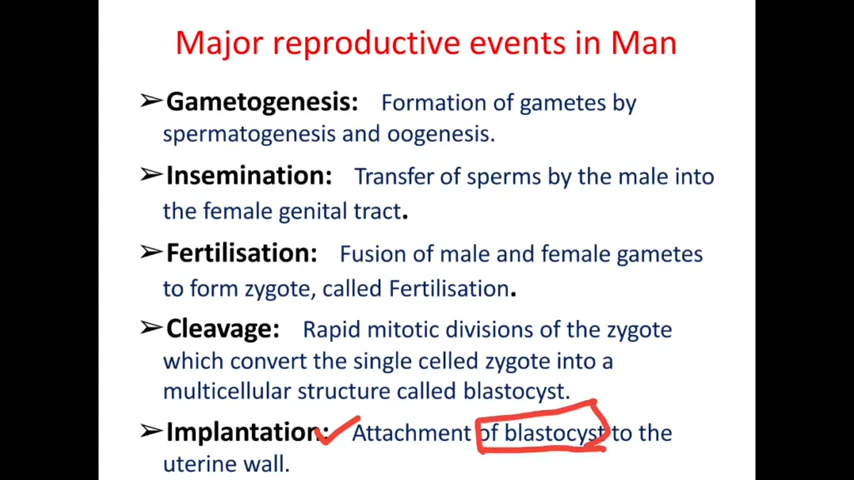 Major reproductive events in Man
➢Gametogenesis: Formation of gametes by
spermatogenesis and oogenesis.
➢Insemination: Transfer of sperms by the male into
the female genital tract.
➢Fertilisation: Fusion of male and female gametes
to form zygote, called Fertilisation.
➢Cleavage: Rapid mitotic divisions of the zygote
which convert the single celled zygote into a
multicellular structure called blastocyst.
➢Implantation: Attachment of blastocyst to the
uterine wall.